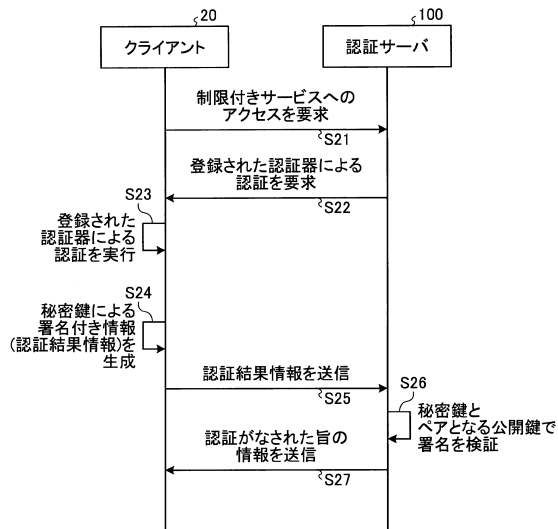 20
100
クライアント
認証サーバ
制限付きサービスへの
アクセスを要求
S21
登録された認証器による
認証を要求
S22
S23
登録された
認証器による
認証を実行
S24
秘密鍵による
署名付き情報
(認証結果情報)を
生成
認証結果情報を送信
S25
S26
秘密鍵と
ペアとなる公開鍵で
署名を検証
認証がなされた旨の
情報を送信
S27